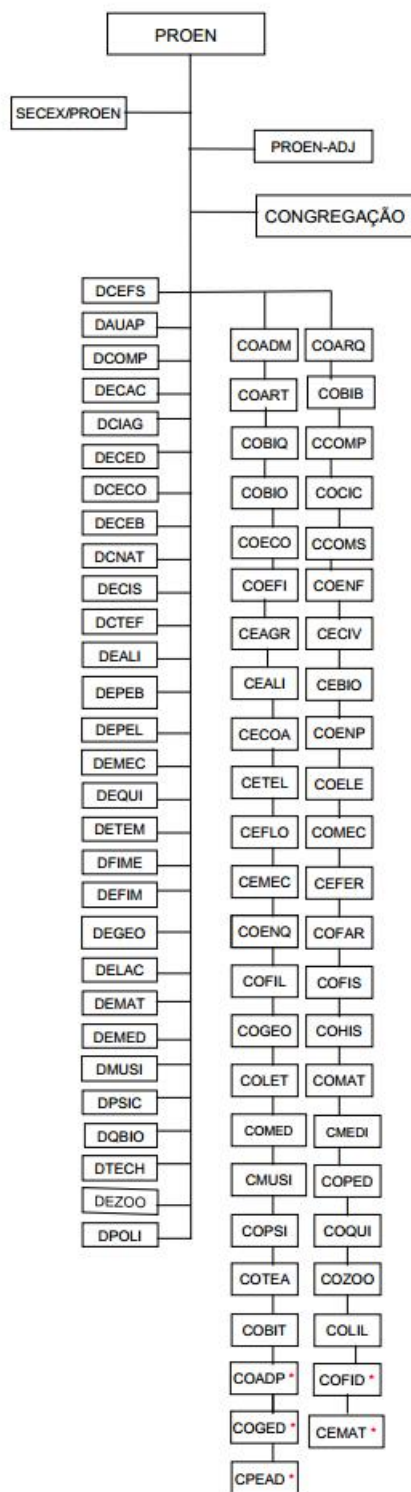 PROEN
SECEX/PROEN
PROEN-ADJ
CONGREGAÇÃO
DCEFS
DAUAP
DCOMP
DECAC
DCIAG
DECED
DCECO
DECEB
DCNAT
DECIS
DCTEF
DEALI
DEPEB
DEPEL
DEMEC
DEQUI
DETEM
DFIME
DEFIM
DEGEO
DELAC
DEMAT
DEMED
DMUSI
DPSIC
DQBIO
DTECH
DEZOO
DPOLI
COADM
COART
COBIQ
COBIO
COECO
COEFI
CEAGR
CEALI
CECOA
CETEL
CEFLO
CEMEC
COENQ
COFIL
COGEO
COLET
COMED
CMUSI
COPSI
COTEA
COBIT
COADP *
COGED *
CPEAD *
COARQ
COBIB
CCOMP
COCIC
CCOMS
COENF
CECIV
CEBIO
COENP
COELE
COMEC
CEFER
COFAR
COFIS
COHIS
COMAT
CMEDI
COPED
COQUI
COZOO
COLIL
COFID *
CEMAT *